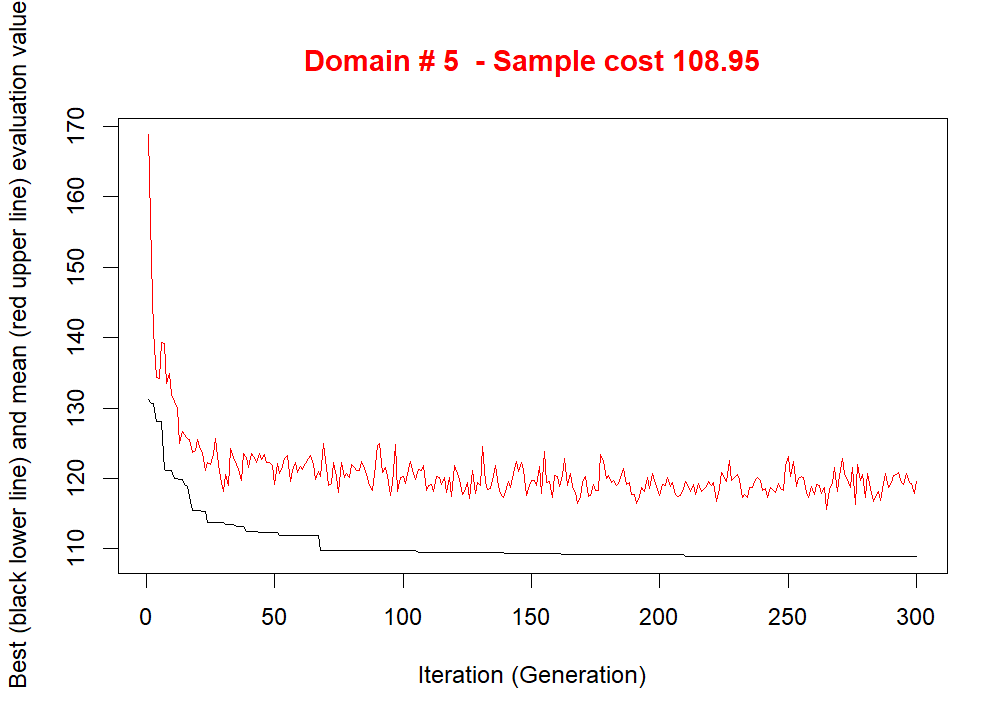 Domain # 5  - Sample cost 108.95
Best (black lower line) and mean (red upper line) evaluation value
170
160
150
140
130
120
110
0 50 100 150 200 250 300
Iteration (Generation)